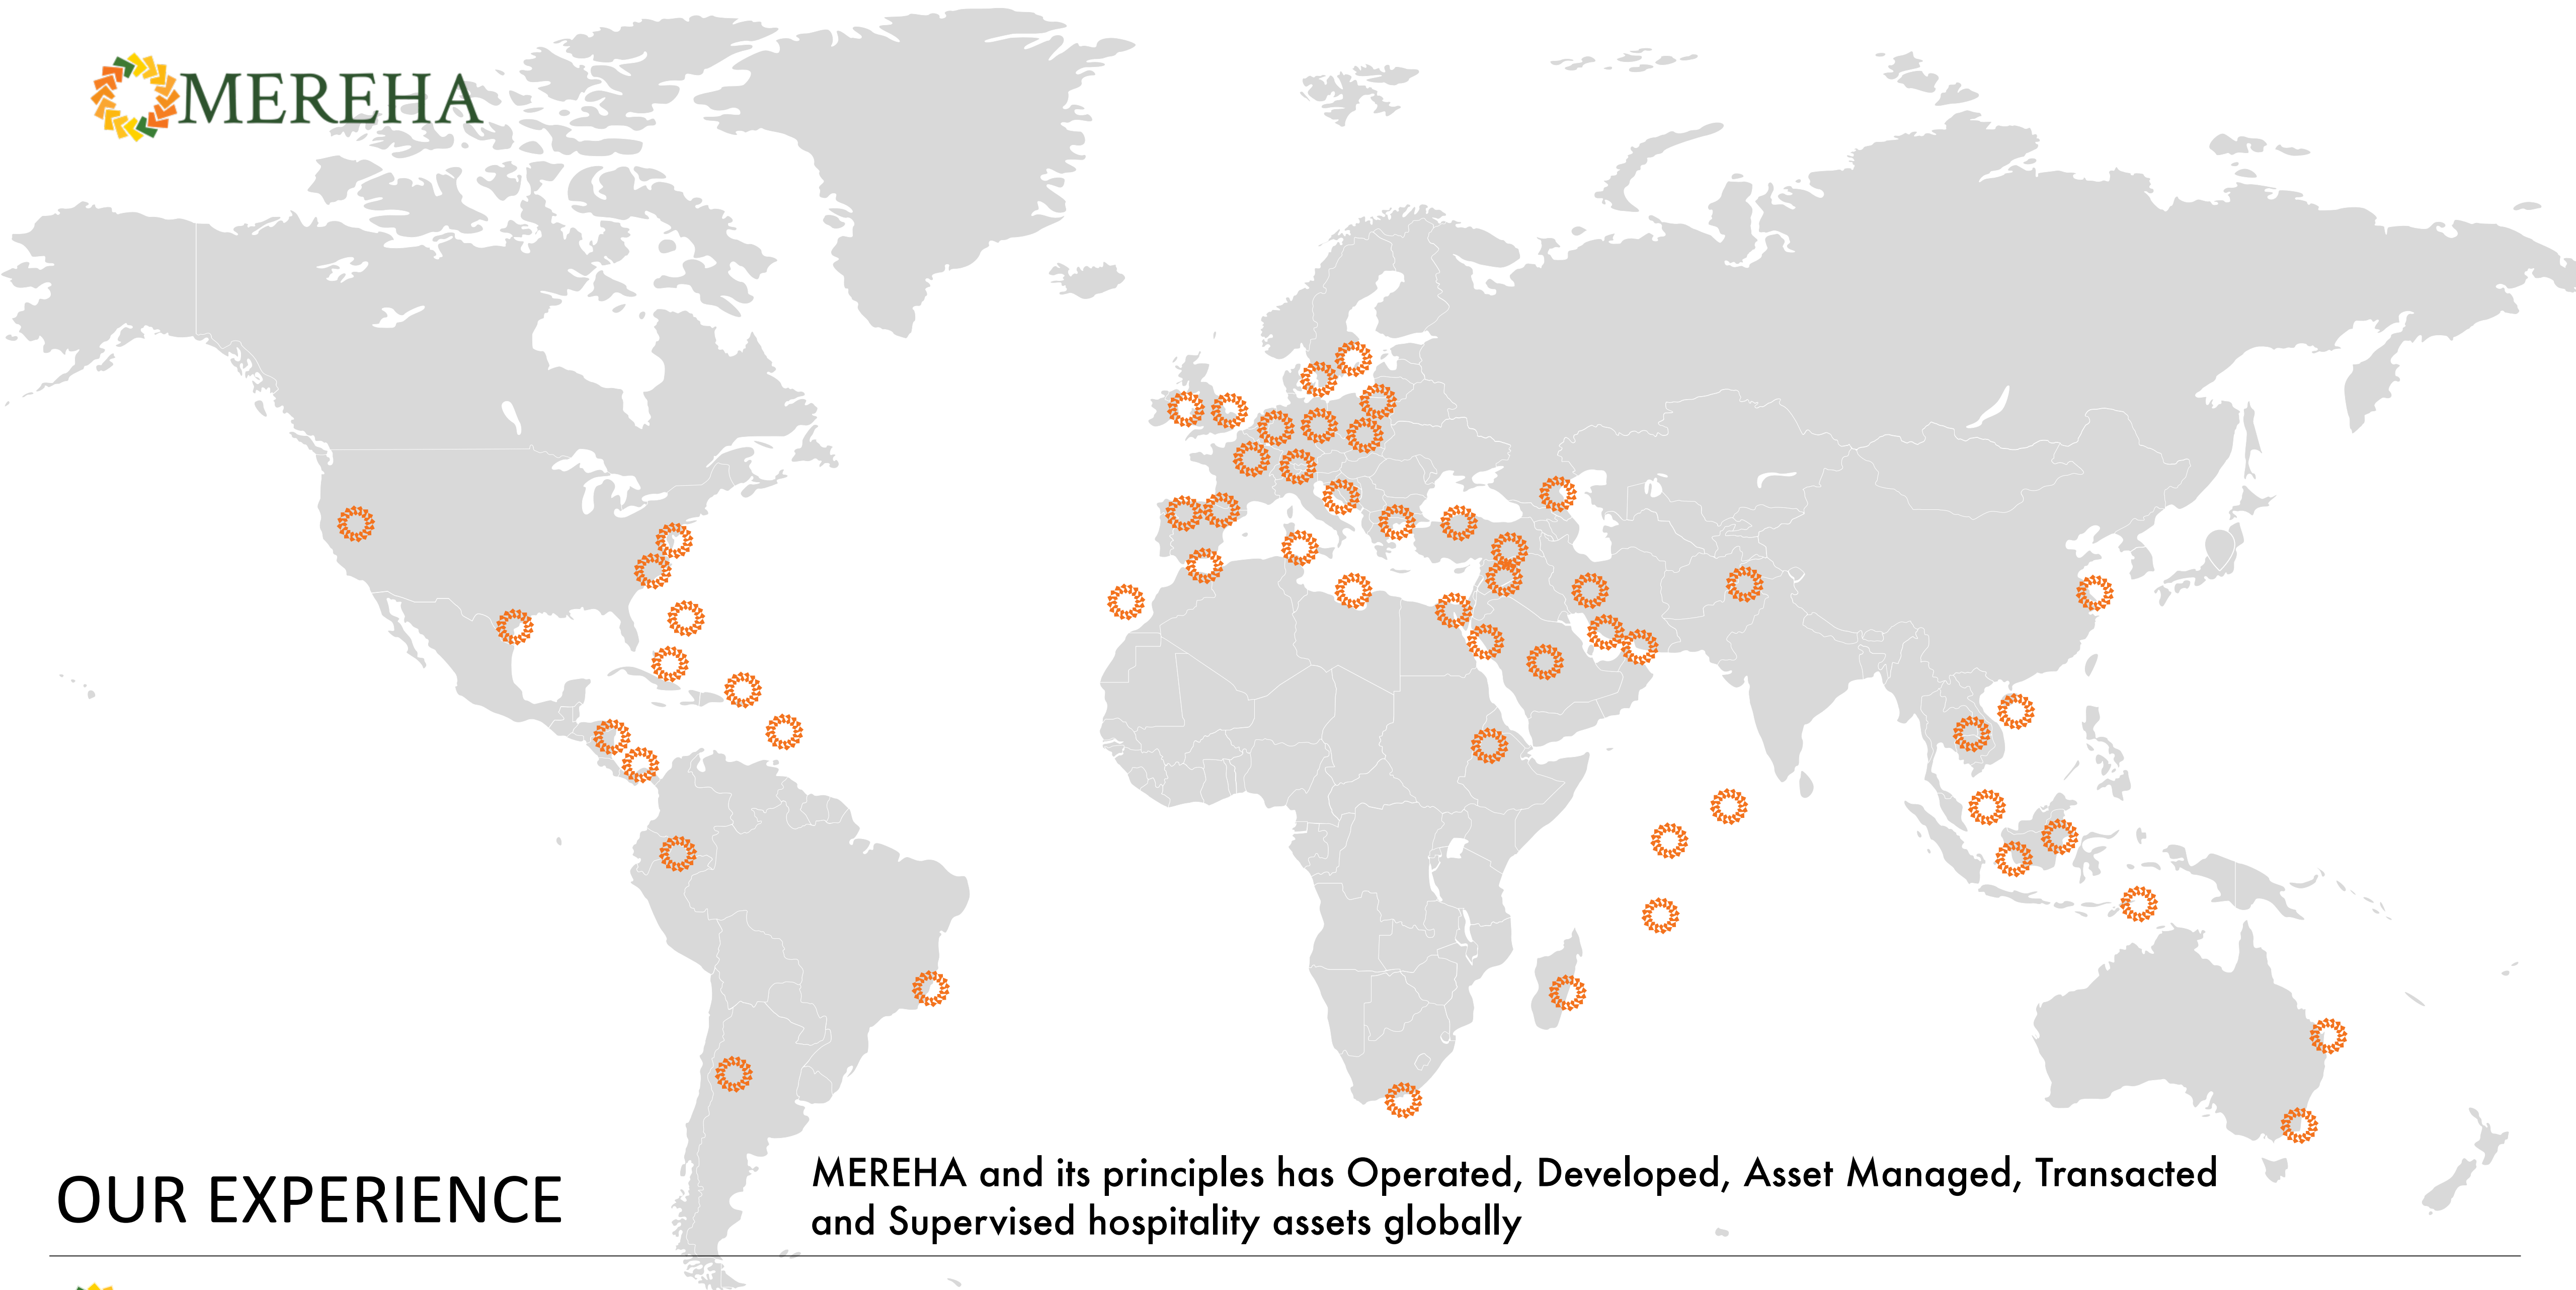 MEREHA
OUR EXPERIENCE
MEREHA and its principles has Operated, Developed, Asset Managed, Transacted
and Supervised hospitality assets globally